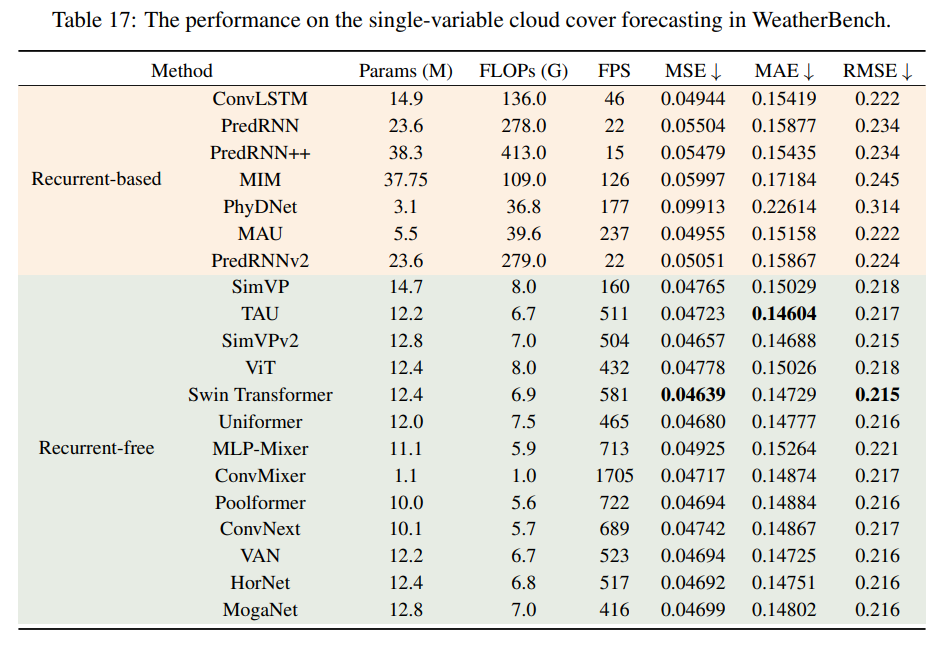 Table 17: The performance on the single-variable cloud cover forecasting in WeatherBench.
Method Params (M) FLOPs (G) FPS MSE ↓ MAE ↓ RMSE ↓
ConvLSTM 14.9 136.0 46 0.04944 0.15419 0.222
PredRNN 23.6 278.0 22 0.05504 0.15877 0.234
PredRNN++ 38.3 413.0 15 0.05479 0.15435 0.234
Recurrent-based MIM 37.75 109.0 126 0.05997 0.17184 0.245
PhyDNet 3.1 36.8 177 0.09913 0.22614 0.314
MAU 5.5 39.6 237 0.04955 0.15158 0.222
PredRNNv2 23.6 279.0 22 0.05051 0.15867 0.224
SimVP 14.7 8.0 160 0.04765 0.15029 0.218
TAU 12.2 6.7 511 0.04723 0.14604 0.217
SimVPv2 12.8 7.0 504 0.04657 0.14688 0.215
ViT 12.4 8.0 432 0.04778 0.15026 0.218
Swin Transformer 12.4 6.9 581 0.04639 0.14729 0.215
Uniformer 12.0 7.5 465 0.04680 0.14777 0.216
Recurrent-free MLP-Mixer 11.1 5.9 713 0.04925 0.15264 0.221
ConvMixer 1.1 1.0 1705 0.04717 0.14874 0.217
Poolformer 10.0 5.6 722 0.04694 0.14884 0.216
ConvNext 10.1 5.7 689 0.04742 0.14867 0.217
VAN 12.2 6.7 523 0.04694 0.14725 0.216
HorNet 12.4 6.8 517 0.04692 0.14751 0.216
MogaNet 12.8 7.0 416 0.04699 0.14802 0.216